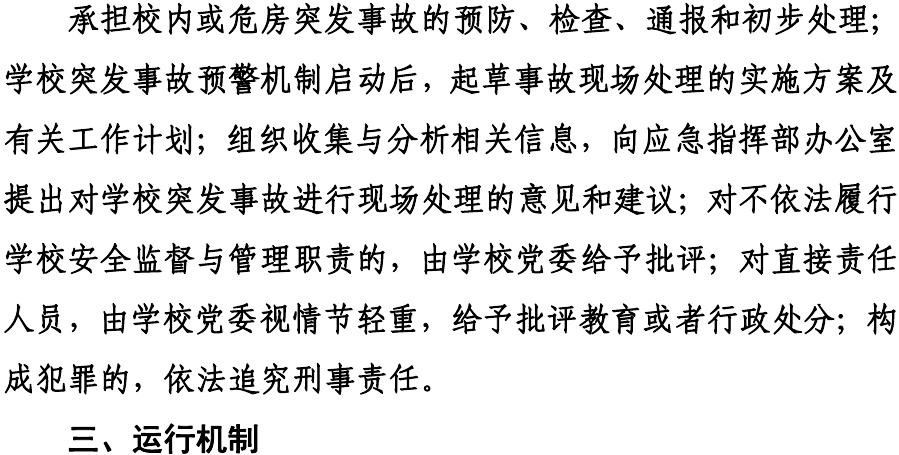 承担校内或危房突发事故的预防、检查、通报和初步处理；
学校突发事故预警机制启动后，起草事故现场处理的实施方案及
有关工作计划；组织收集与分析相关信息，向应急指挥部办公室
提出对学校突发事故进行现场处理的意见和建议；对不依法履行
学校安全监督与管理职责的，由学校党委给予批评；对直接责任
人员，由学校党委视情节轻重，给予批评教育或者行政处分；构
成犯罪的，依法追究刑事责任。
三、运行机制